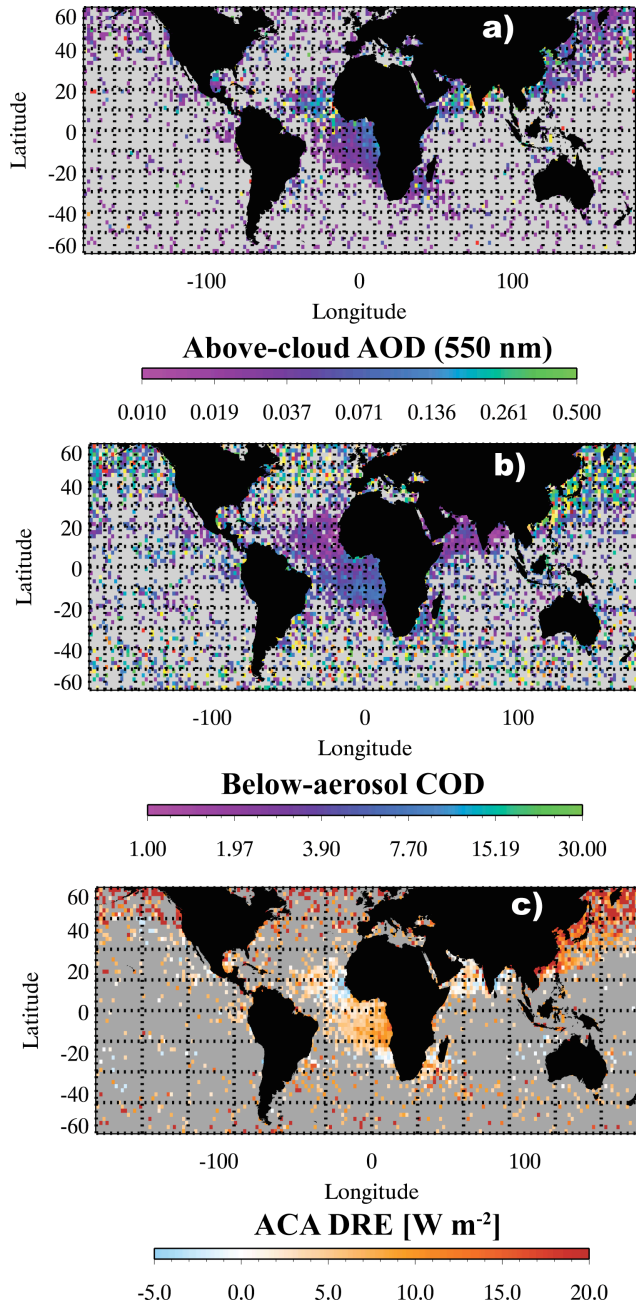 a)
60
40
20
0
-20
-40
-60
Latitude
-100 0 100
Longitude
Above-cloud AOD (550 nm)
0.010 0.019 0.037 0.071 0.136 0.261 0.500
b)
60
40
20
0
-20
-40
-60
Latitude
-100 0 100
Longitude
Below-aerosol COD
1.00 1.97 3.90 7.70 15.19 30.00
c)
60
40
20
0
-20
-40
-60
Latitude
-100 0 100
Longitude
ACA DRE [W m⁻²]
-5.0 0.0 5.0 10.0 15.0 20.0